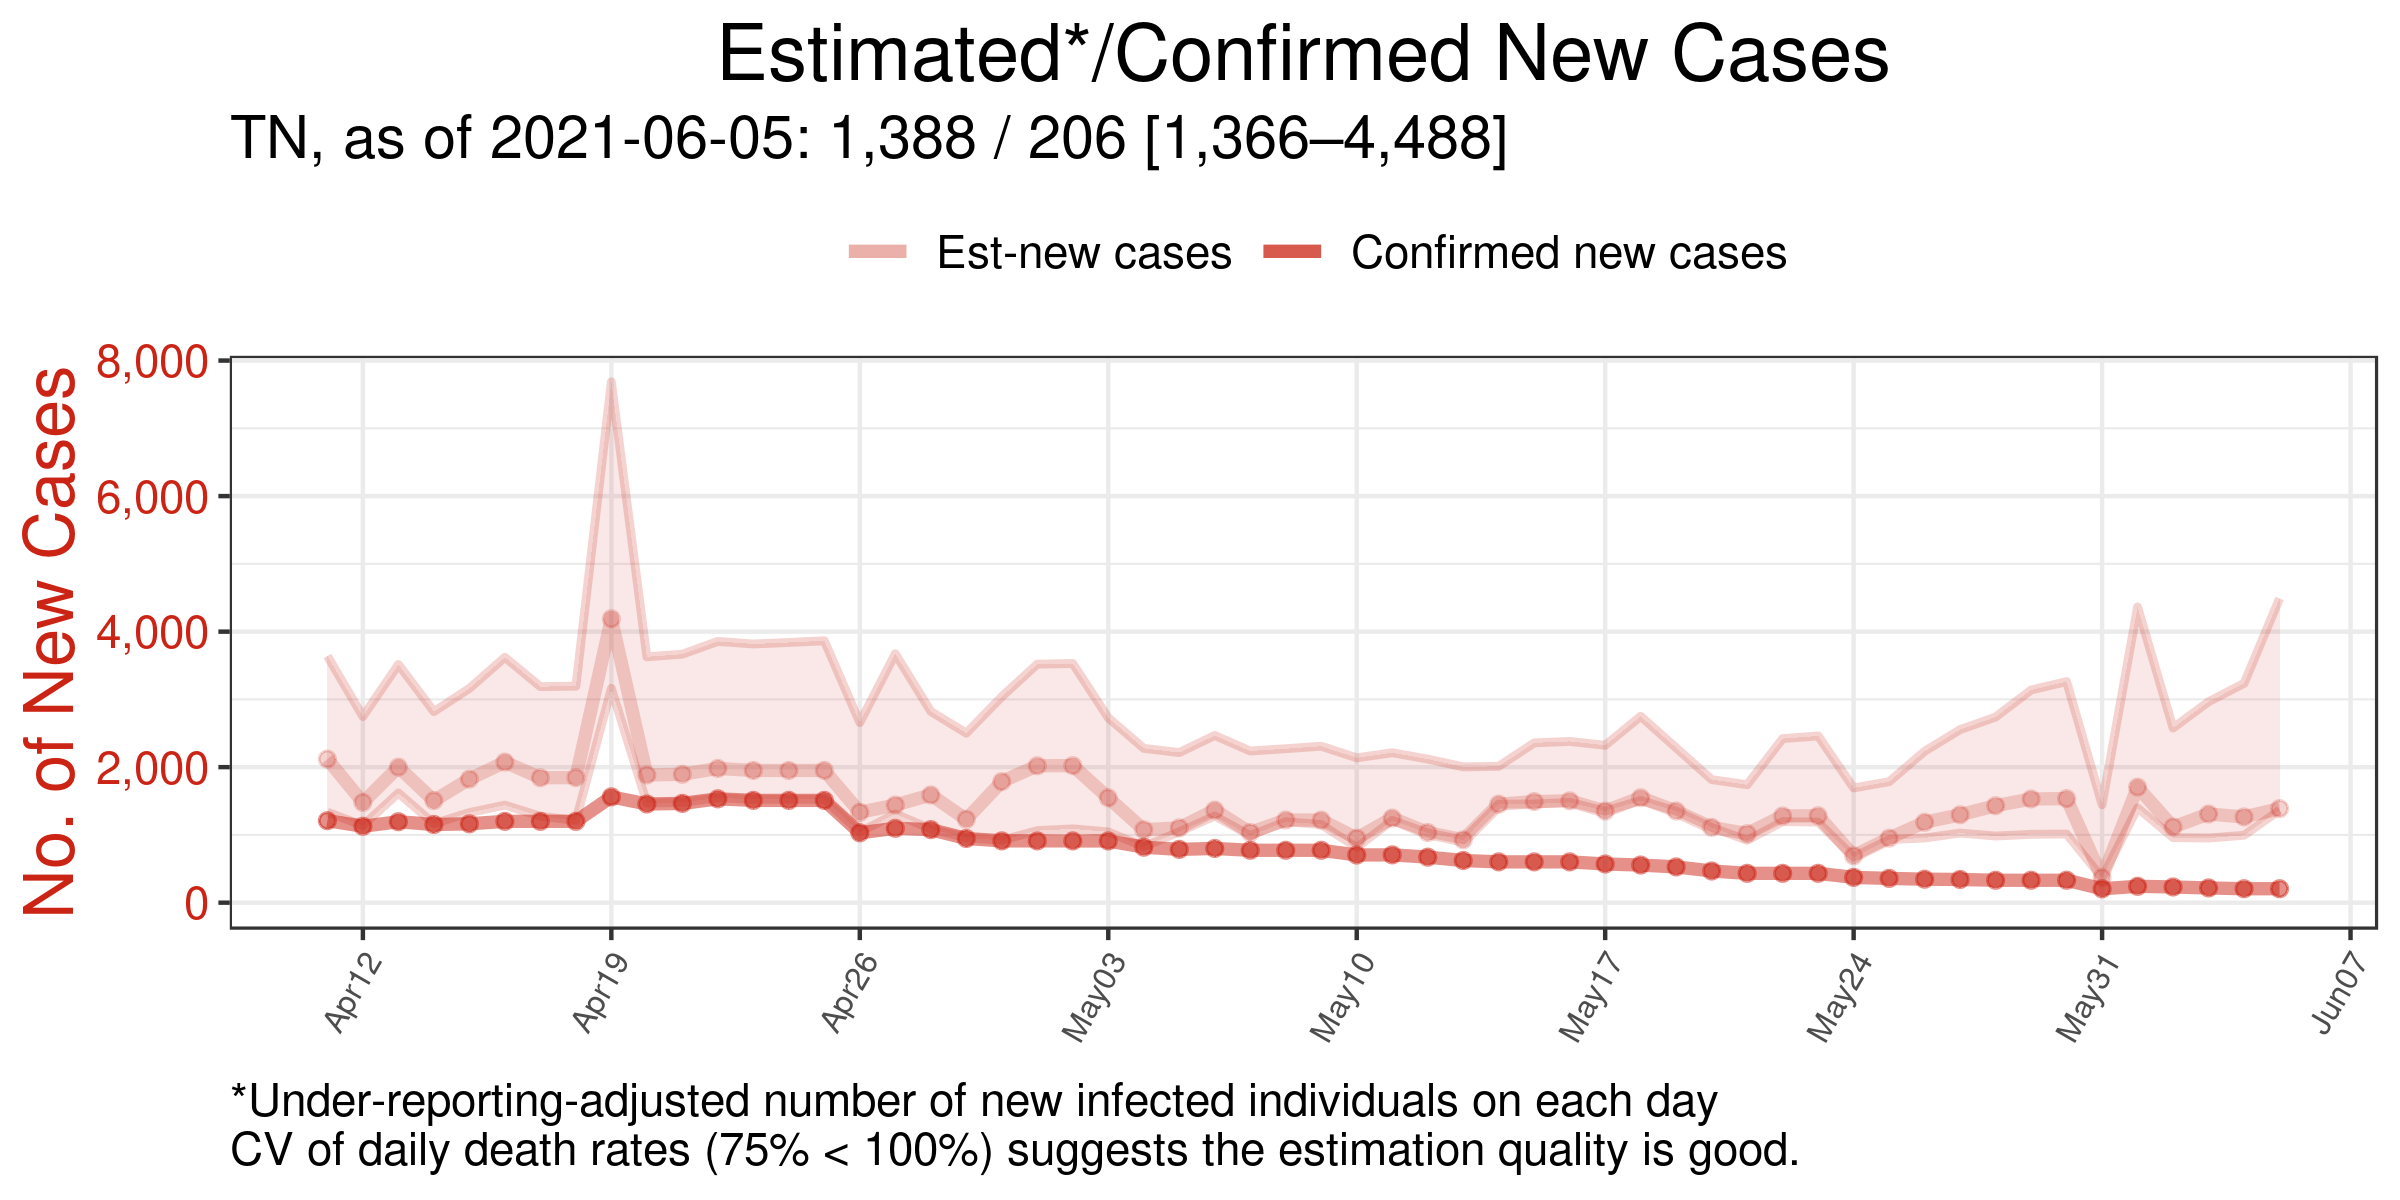 Estimated*/Confirmed New Cases
TN, as of 2021-06-05: 1,388 / 206 [1,366–4,488]
Est-new cases
Confirmed new cases
No. of New Cases
8,000
6,000
4,000
2,000
0
Apr12
Apr19
Apr26
May03
May10
May17
May24
May31
Jun07
*Under-reporting-adjusted number of new infected individuals on each day
CV of daily death rates (75% < 100%) suggests the estimation quality is good.